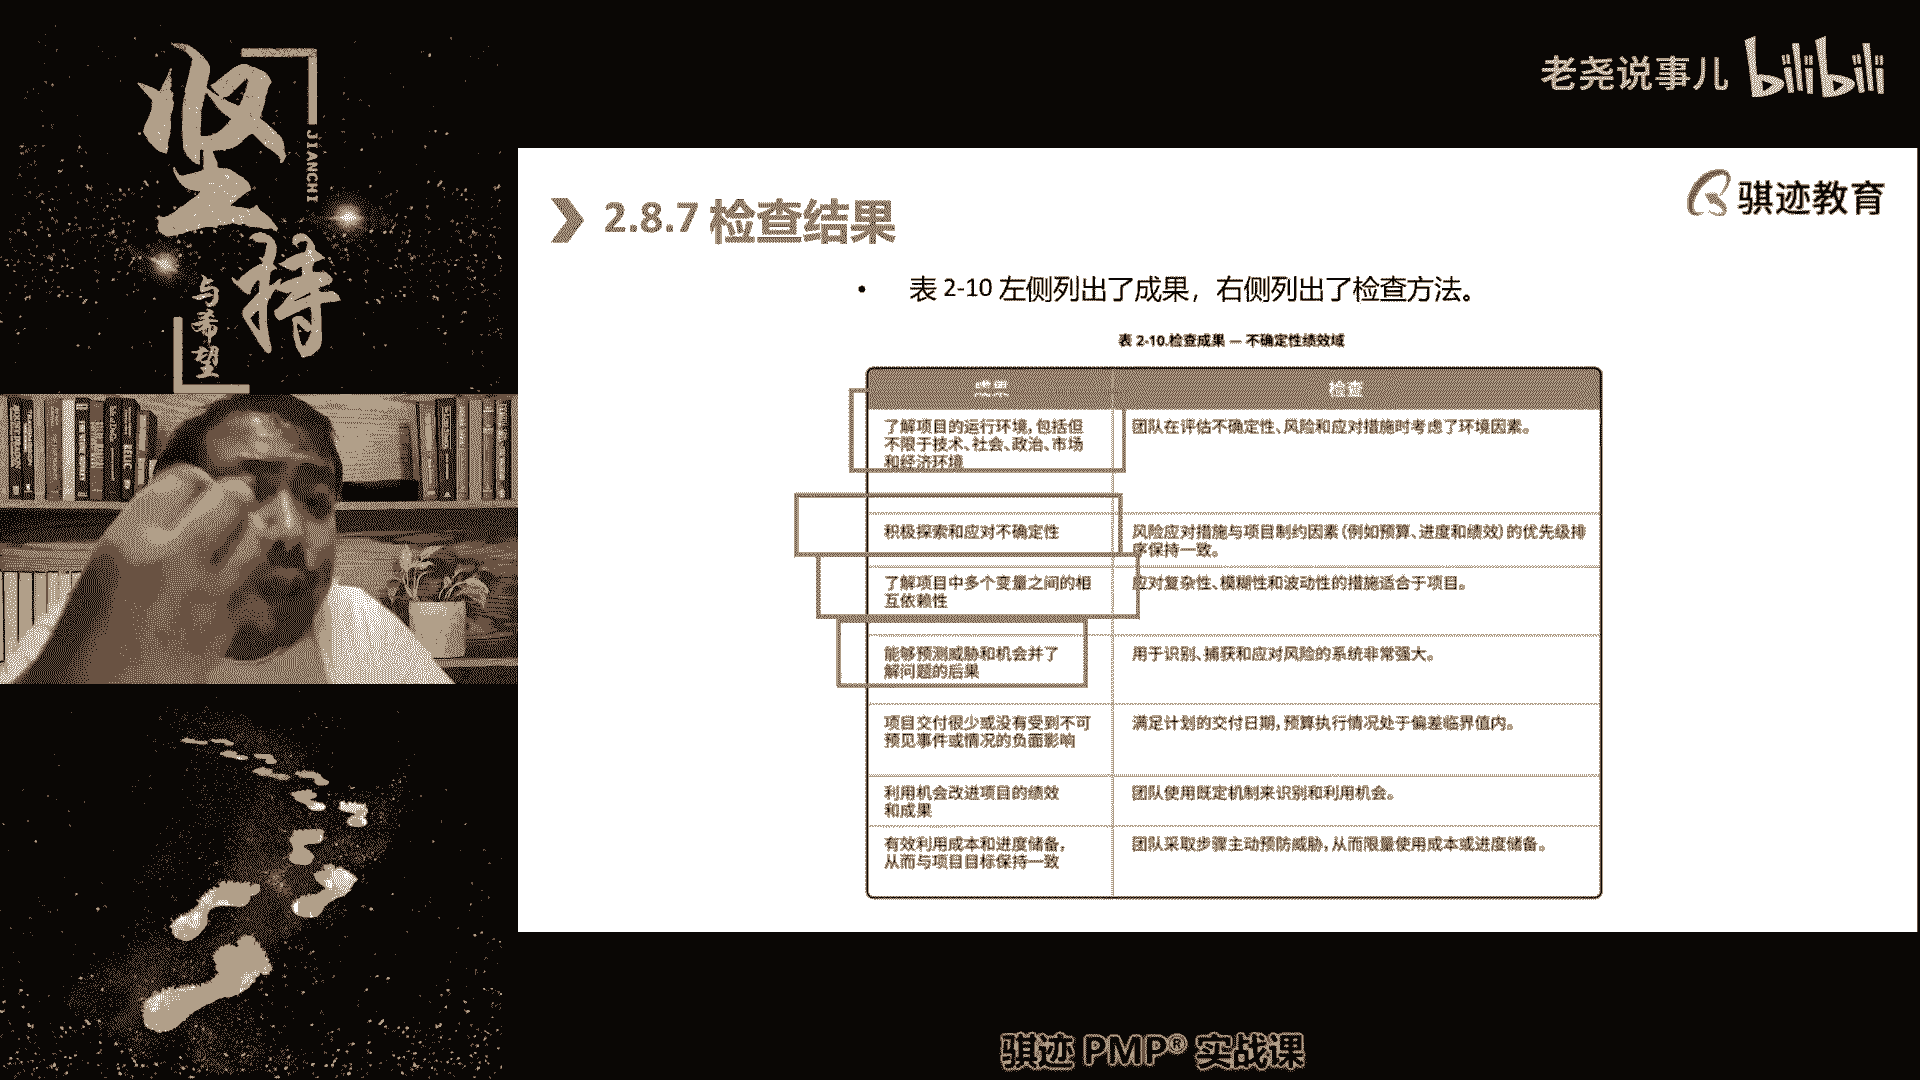 坚持
JIANCHI
与希望
老尧说事儿 bilibili
骐迹教育
2.8.7 检查结果
• 表 2-10 左侧列出了成果，右侧列出了检查方法。
表 2-10.检查成果 — 不确定性绩效域
成果 检查
了解项目的运行环境，包括但
不限于技术、社会、政治、市场
和经济环境
团队在评估不确定性、风险和应对措施时考虑了环境因素。
积极探索和应对不确定性
风险应对措施与项目制约因素（例如预算、进度和绩效）的优先级排
序保持一致。
了解项目中多个变量之间的相
互依赖性
应对复杂性、模糊性和波动性的措施适合于项目。
能够预测威胁和机会并了
解问题的后果
用于识别、捕获和应对风险的系统非常强大。
项目交付很少或没有受到不可
预见事件或情况的负面影响
满足计划的交付日期，预算执行情况处于偏差临界值内。
利用机会改进项目的绩效
和成果
团队使用既定机制来识别和利用机会。
有效利用成本和进度储备，
从而与项目目标保持一致
团队采取步骤主动预防威胁，从而限量使用成本或进度储备。
骐迹 PMP® 实战课